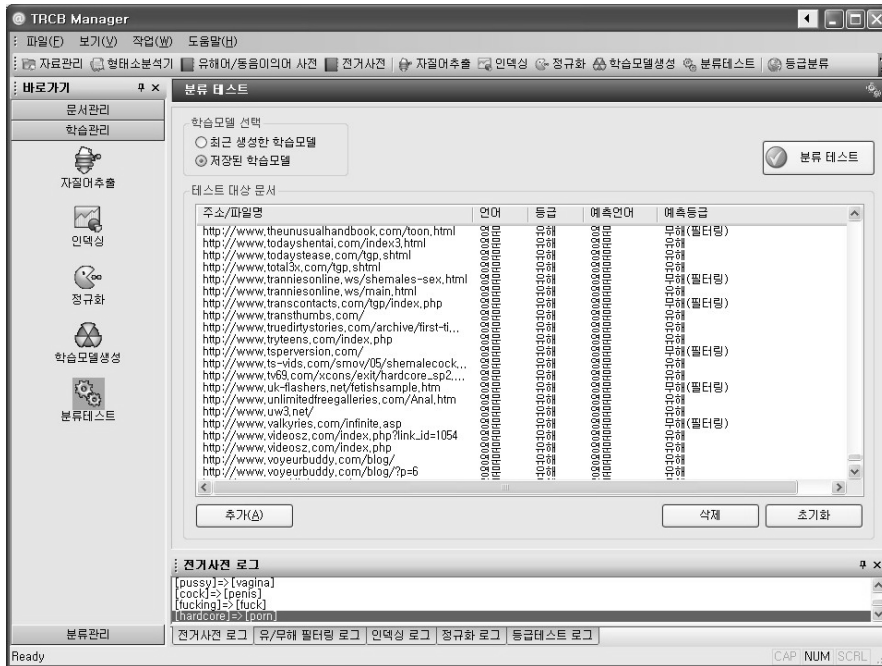 TRCB Manager
파일(F) 보기(V) 작업(W) 도움말(H)
자료관리 형태소분석기 유해어/동음이의어 사전 전거사전 자질어추출 인덱싱 정규화 학습모델생성 분류테스트 등급분류
바로가기
문서관리
학습관리
자질어추출
인덱싱
정규화
학습모델생성
분류테스트
분류관리
분류 테스트
학습모델 선택
최근 생성한 학습모델
저장된 학습모델
분류 테스트
테스트 대상 문서
주소/파일명 언어 등급 예측언어 예측등급
http://www.theunusualhandbook.com/toon.html 영문 유해 영문 무해(필터링)
http://www.todayshentai.com/index3.html 영문 유해 영문 유해
http://www.todaystease.com/tgp.shtml 영문 유해 영문 유해
http://www.total3x.com/tgp.shtml 영문 유해 영문 유해
http://www.tranniesonline.ws/shemales-sex.html 영문 유해 영문 무해(필터링)
http://www.tranniesonline.ws/main.html 영문 유해 영문 유해
http://www.transcontacts.com/tgp/index.php 영문 유해 영문 무해(필터링)
http://www.transthumbs.com/ 영문 유해 영문 유해
http://www.truedirtystories.com/archive/first-ti... 영문 유해 영문 유해
http://www.tryteens.com/index.php 영문 유해 영문 유해
http://www.tsperversion.com/ 영문 유해 영문 무해(필터링)
http://www.ts-vids.com/smov/05/shemalecock... 영문 유해 영문 유해
http://www.tv69.com/xcons/exit/hardcore_sp2... 영문 유해 영문 유해
http://www.uk-flashers.net/fetishsample.htm 영문 유해 영문 무해(필터링)
http://www.unlimitedfreegalleries.com/Anal.htm 영문 유해 영문 유해
http://www.uw3.net/ 영문 유해 영문 유해
http://www.valkyries.com/infinite.asp 영문 유해 영문 무해(필터링)
http://www.videosz.com/index.php?link_id=1054 영문 유해 영문 유해
http://www.videosz.com/index.php 영문 유해 영문 유해
http://www.voyeurbuddy.com/blog/ 영문 유해 영문 유해
http://www.voyeurbuddy.com/blog/?p=6 영문 유해 영문 유해
추가(A) 삭제 초기화
전거사전 로그
[pussy]=>[vagina]
[cock]=>[penis]
[fucking]=>[fuck]
[hardcore]=>[porn]
전거사전 로그 유/무해 필터링 로그 인덱싱 로그 정규화 로그 등급테스트 로그
Ready CAP NUM SCRL